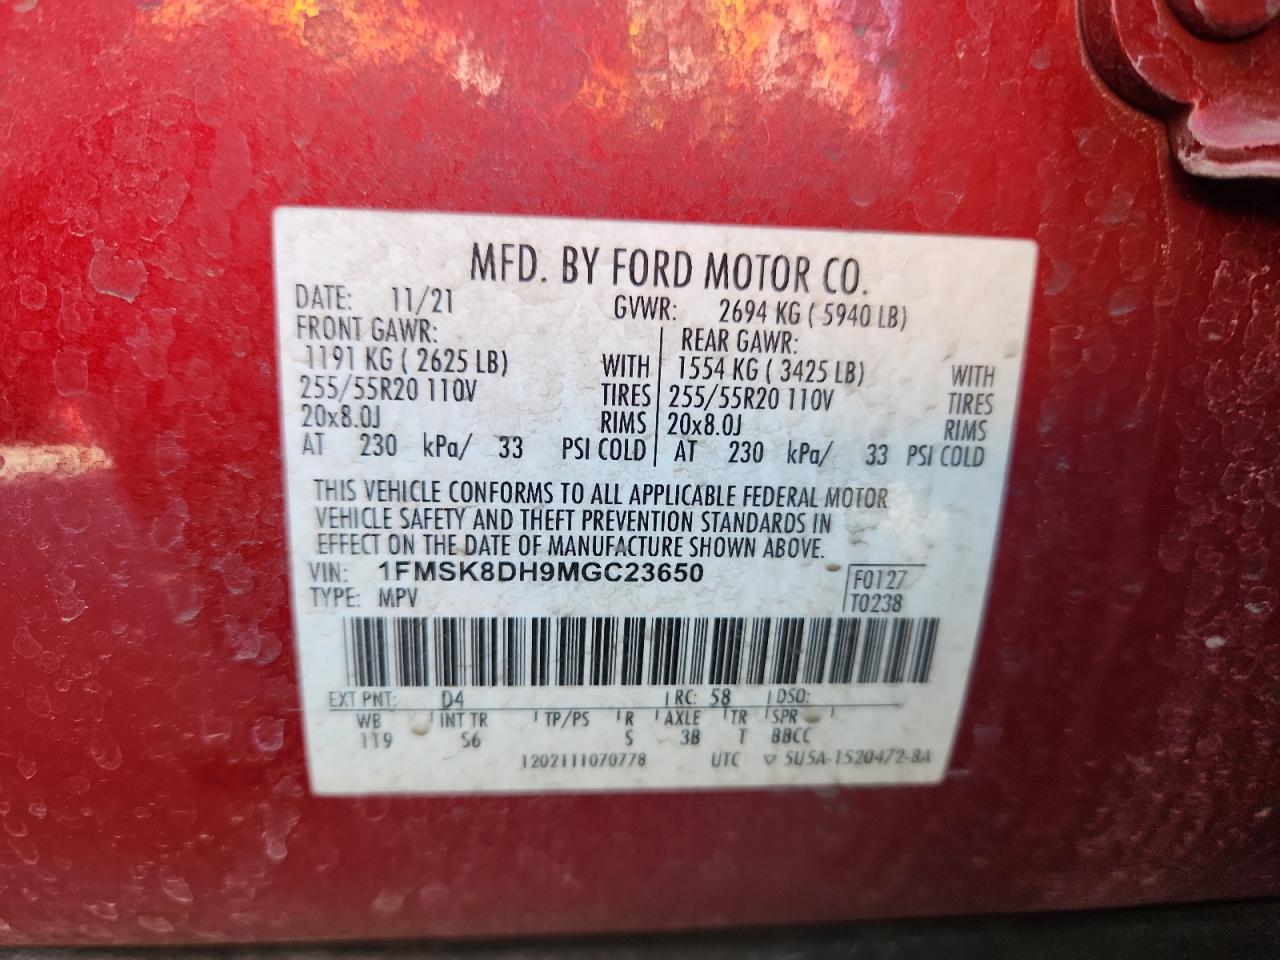 MFD. BY FORD MOTOR CO.
DATE: 11/21 GVWR: 2694 KG ( 5940 LB)
FRONT GAWR: REAR GAWR:
1191 KG ( 2625 LB) WITH 1554 KG ( 3425 LB) WITH
255/55R20 110V TIRES 255/55R20 110V TIRES
20x8.0J RIMS 20x8.0J RIMS
AT 230 kPa/ 33 PSI COLD AT 230 kPa/ 33 PSI COLD
THIS VEHICLE CONFORMS TO ALL APPLICABLE FEDERAL MOTOR
VEHICLE SAFETY AND THEFT PREVENTION STANDARDS IN
EFFECT ON THE DATE OF MANUFACTURE SHOWN ABOVE.
VIN: 1FMSK8DH9MGC23650 F0127
TYPE: MPV T0238
EXT PNT: D4 RC: 58 DSO:
WB INT TR TP/PS R AXLE TR SPR
119 S6 S 3B T BBCC
1202111070778 UTC ▽ 5U5A-1520472-BA